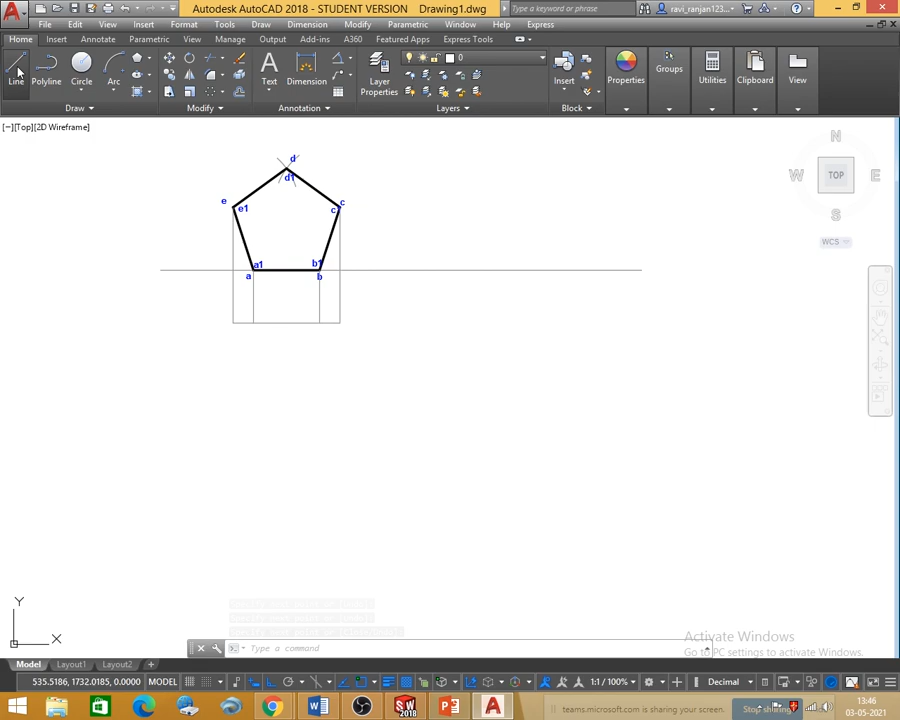 Autodesk AutoCAD 2018 - STUDENT VERSION Drawing1.dwg
Type a keyword or phrase
ravi_ranjan123...
File Edit View Insert Format Tools Draw Dimension Modify Parametric Window Help Express
Home Insert Annotate Parametric View Manage Output Add-ins A360 Featured Apps Express Tools
Line Polyline Circle Arc
Text Dimension
Layer Properties
0
Insert
Properties Groups Utilities Clipboard View
Draw Modify Annotation Layers Block
[−][Top][2D Wireframe]
N
W TOP E
S
WCS
d
d1
e e1
c
c
a1 b1
a b
Y
X
Type a command
Activate Windows
Go to PC settings to activate Windows.
Model Layout1 Layout2 +
535.5186, 1732.0185, 0.0000 MODEL
1:1 / 100%
Decimal
teams.microsoft.com is sharing your screen.
Stop sharing
13:46
03-05-2021